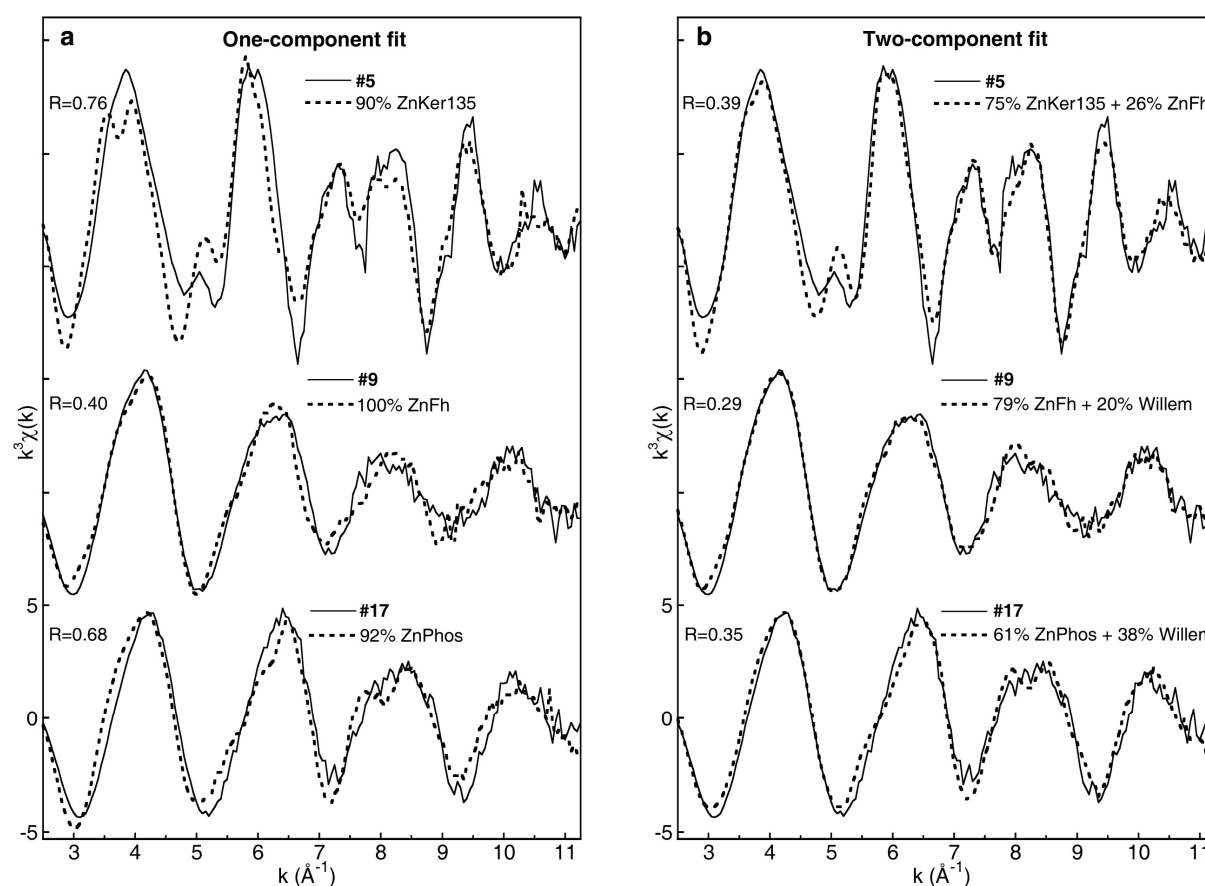 a
One-component fit
#5
90% ZnKer135
R=0.76
#9
100% ZnFh
R=0.40
#17
92% ZnPhos
R=0.68
5
0
-5
k³χ(k)
3 4 5 6 7 8 9 10 11
k (Å⁻¹)
b
Two-component fit
#5
75% ZnKer135 + 26% ZnFh
R=0.39
#9
79% ZnFh + 20% Willem
R=0.29
#17
61% ZnPhos + 38% Willem
R=0.35
5
0
-5
k³χ(k)
3 4 5 6 7 8 9 10 11
k (Å⁻¹)